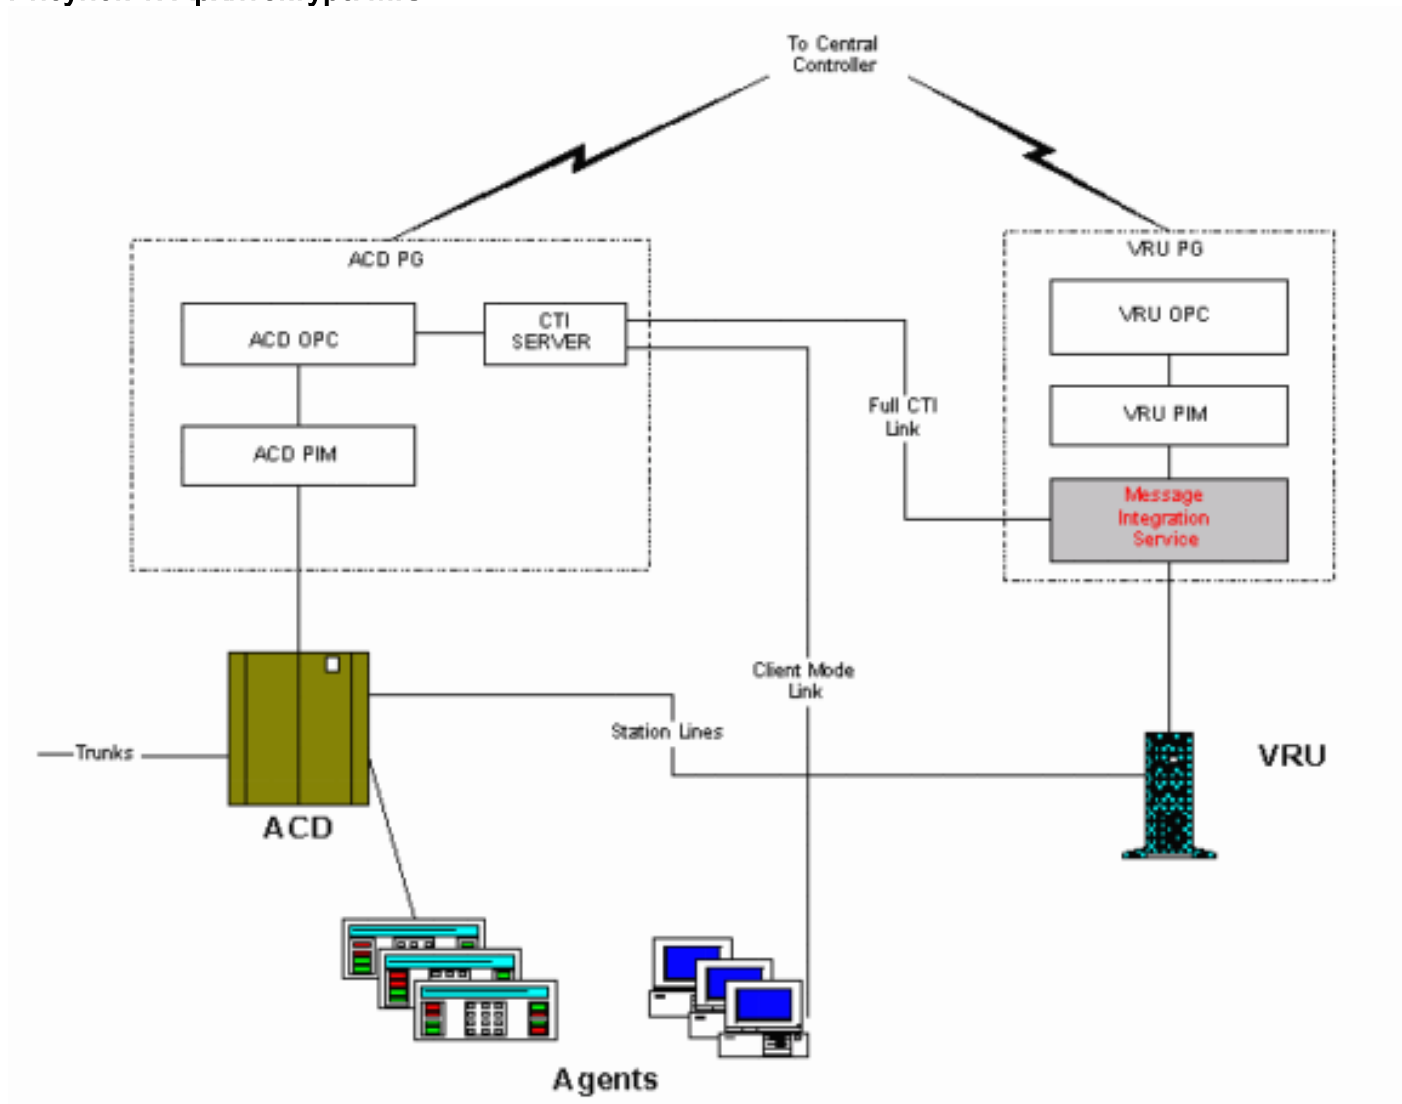 To Central
Controller
ACD PG
VRU PG
ACD OPC
CTI
SERVER
VRU OPC
Full CTI
Link
VRU PIM
ACD PIM
Message
Integration
Service
Client Mode
Link
Station Lines
Trunks
VRU
ACD
Agents